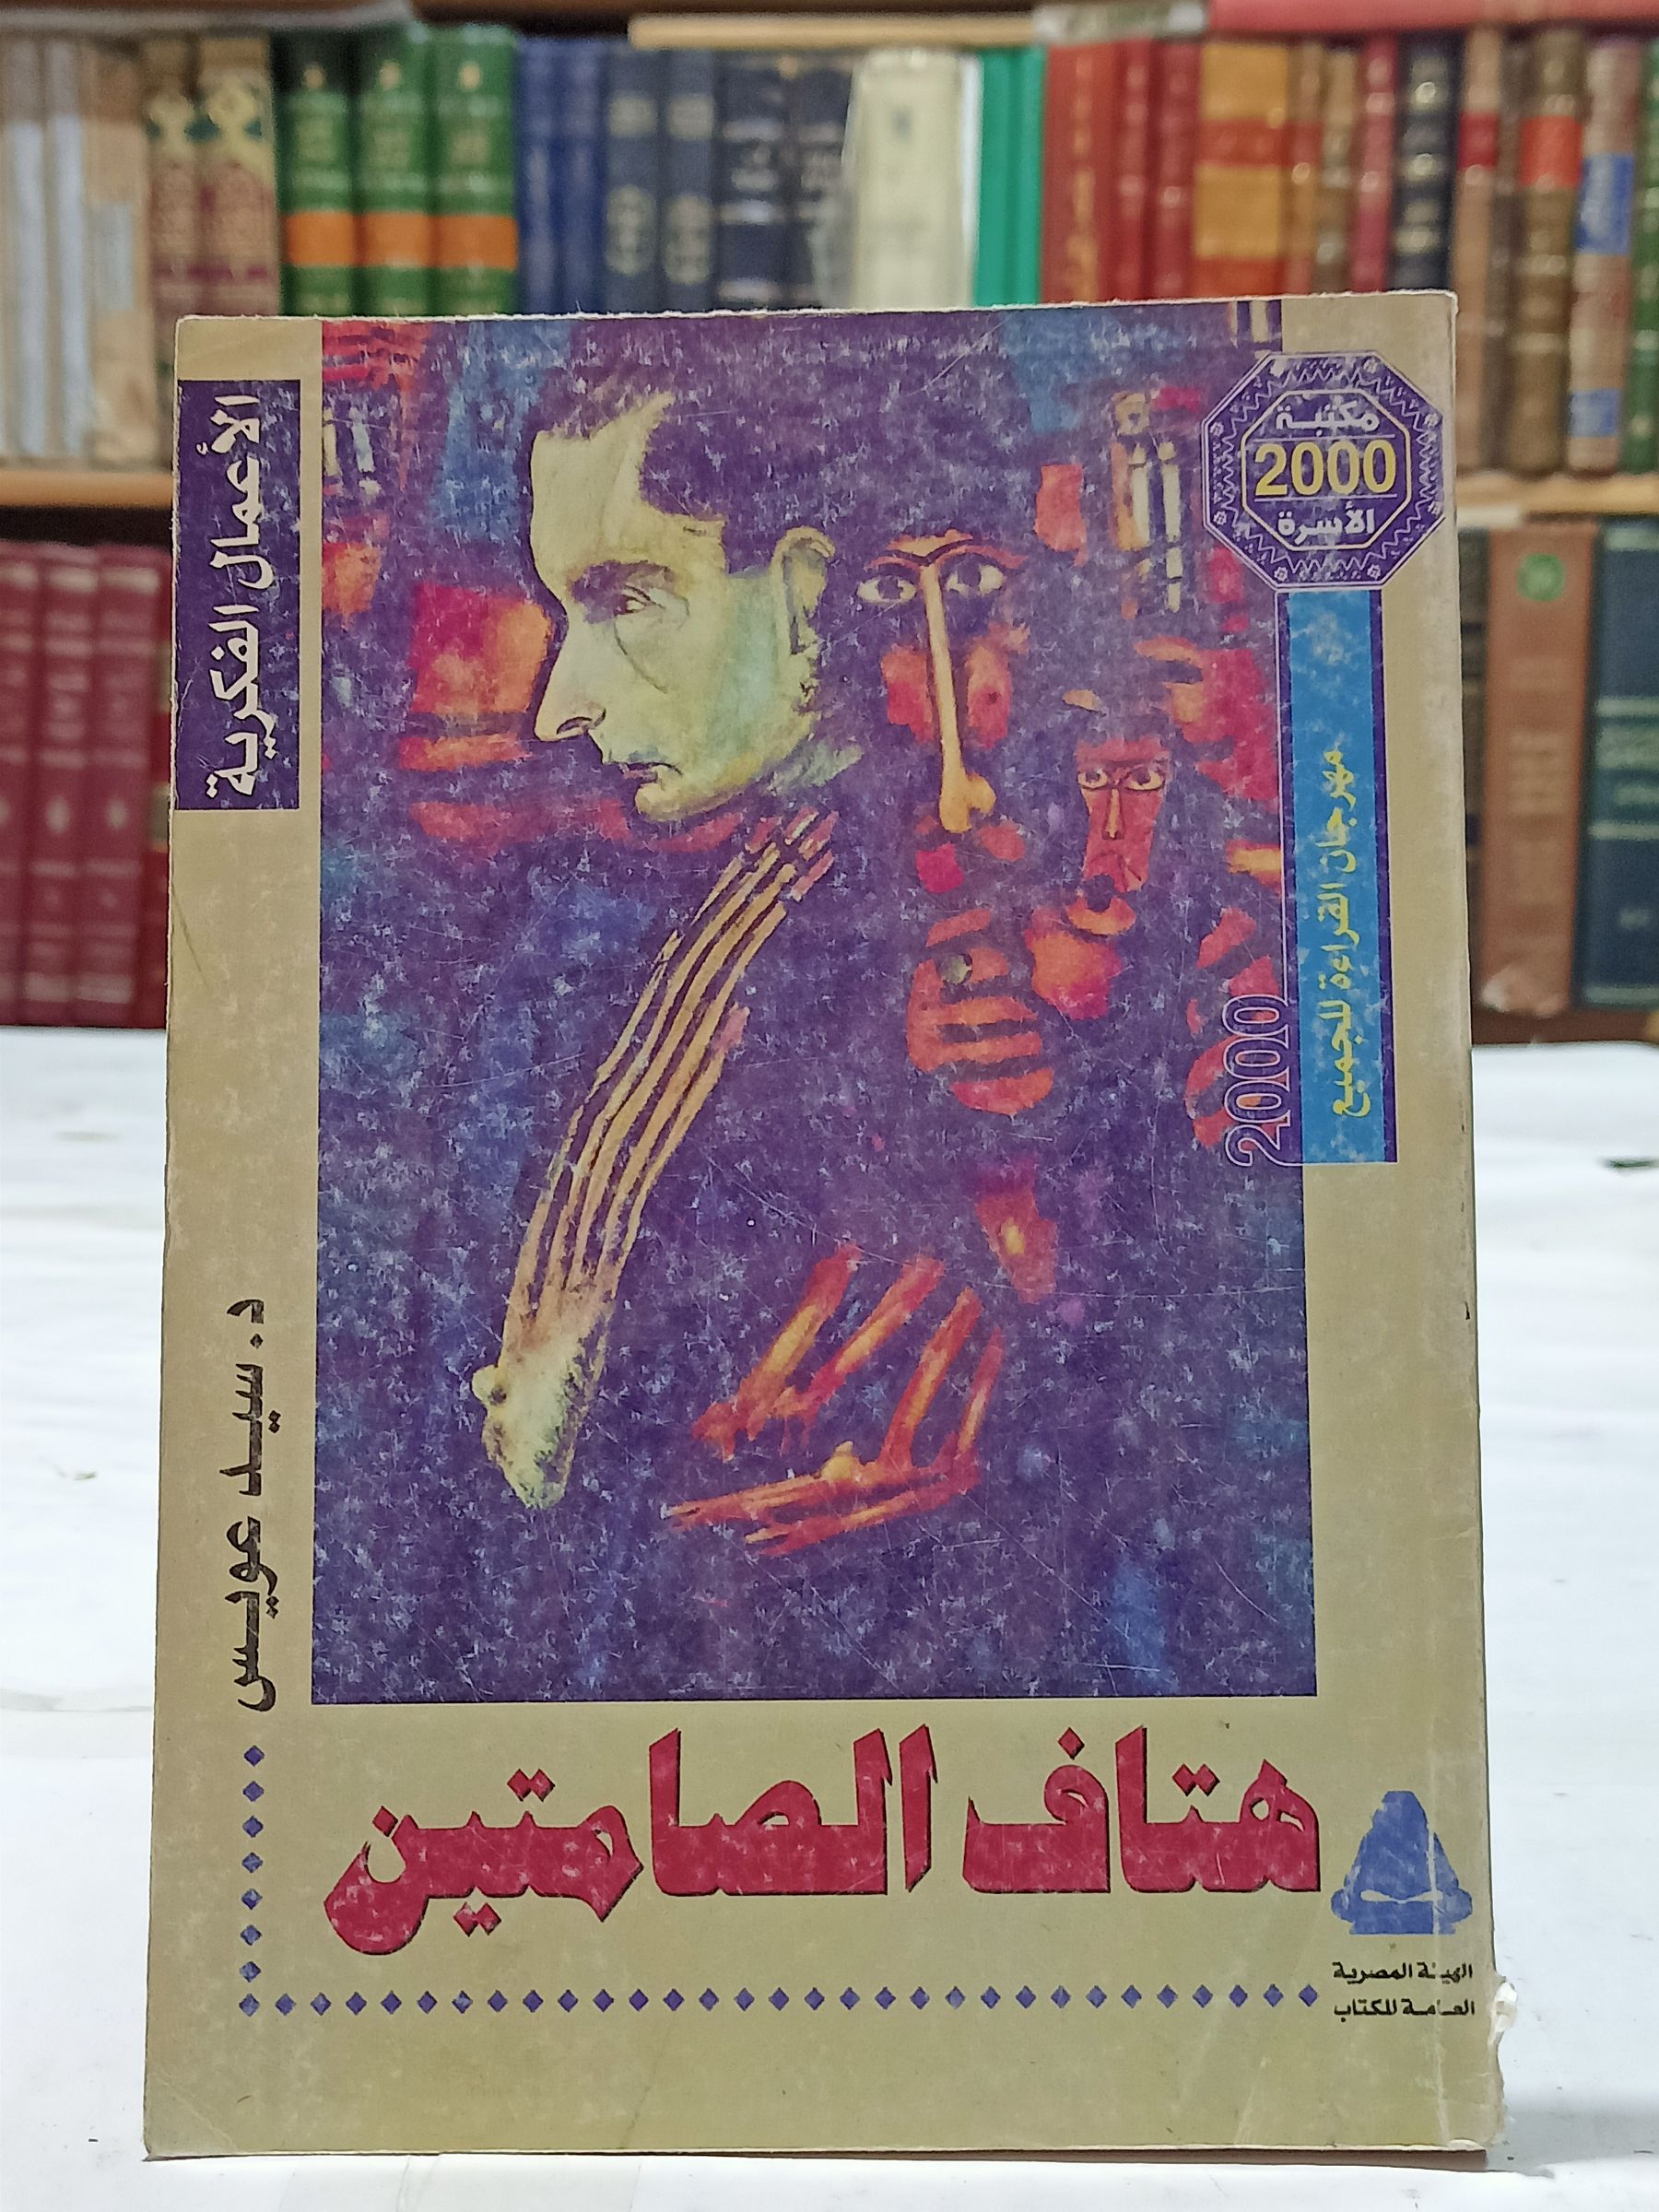 مكتبة
2000
الأسرة
مهرجان القراءة للجميع
2000
الأعمال الفكرية
د. سيد عويس
هتاف الصامتين
الهيئة المصرية
العامة للكتاب